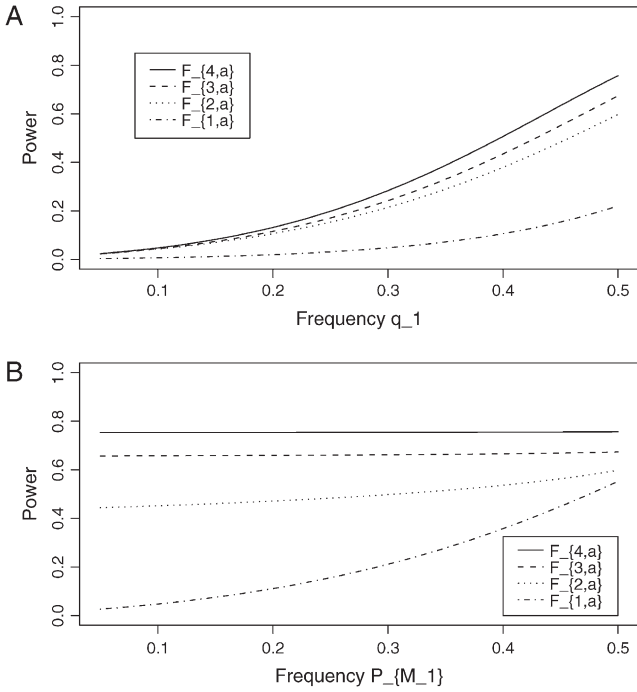 A
1.0
0.8
0.6
0.4
0.2
0.0
Power
F_{4,a}
F_{3,a}
F_{2,a}
F_{1,a}
0.1 0.2 0.3 0.4 0.5
Frequency q_1
B
1.0
0.8
0.6
0.4
0.2
0.0
Power
F_{4,a}
F_{3,a}
F_{2,a}
F_{1,a}
0.1 0.2 0.3 0.4 0.5
Frequency P_{M_1}